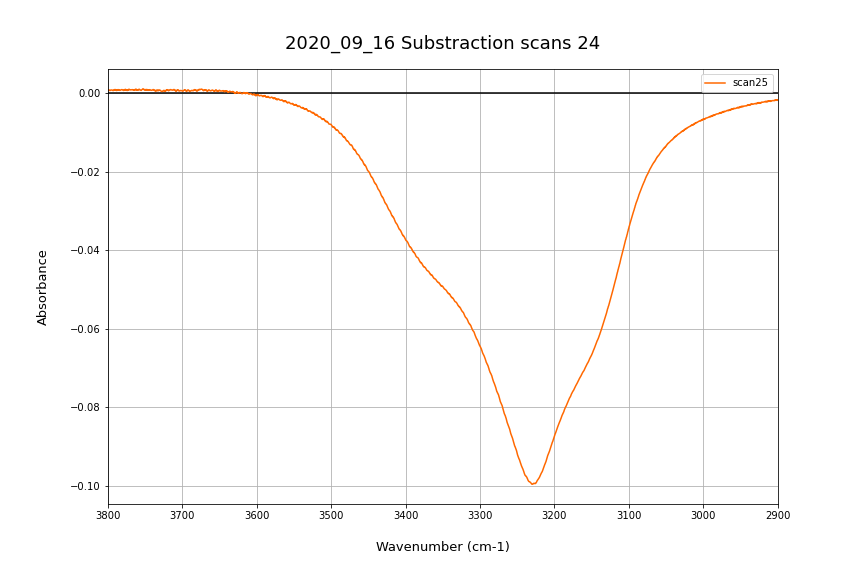 2020_09_16 Substraction scans 24
scan25
0.00
−0.02
−0.04
−0.06
−0.08
−0.10
Absorbance
3800 3700 3600 3500 3400 3300 3200 3100 3000 2900
Wavenumber (cm-1)